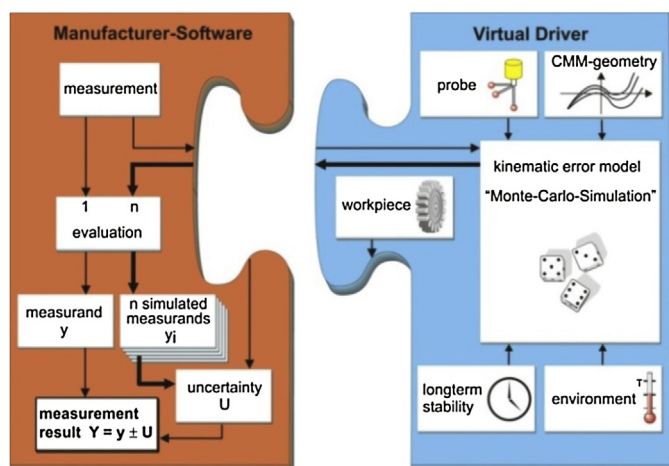 Manufacturer-Software
measurement
1 n
evaluation
measurand
y
n simulated
measurands
yi
uncertainty
U
measurement
result Y = y ± U
Virtual Driver
probe
CMM-geometry
kinematic error model
"Monte-Carlo-Simulation"
workpiece
longterm
stability
environment
T